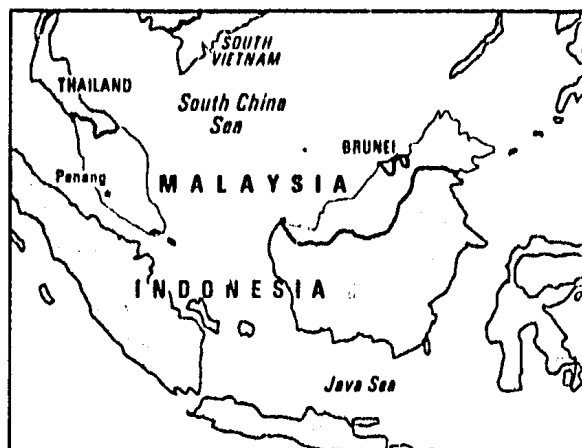 SOUTH
VIETNAM
THAILAND
South China
Sea
BRUNEI
Penang
MALAYSIA
INDONESIA
Java Sea